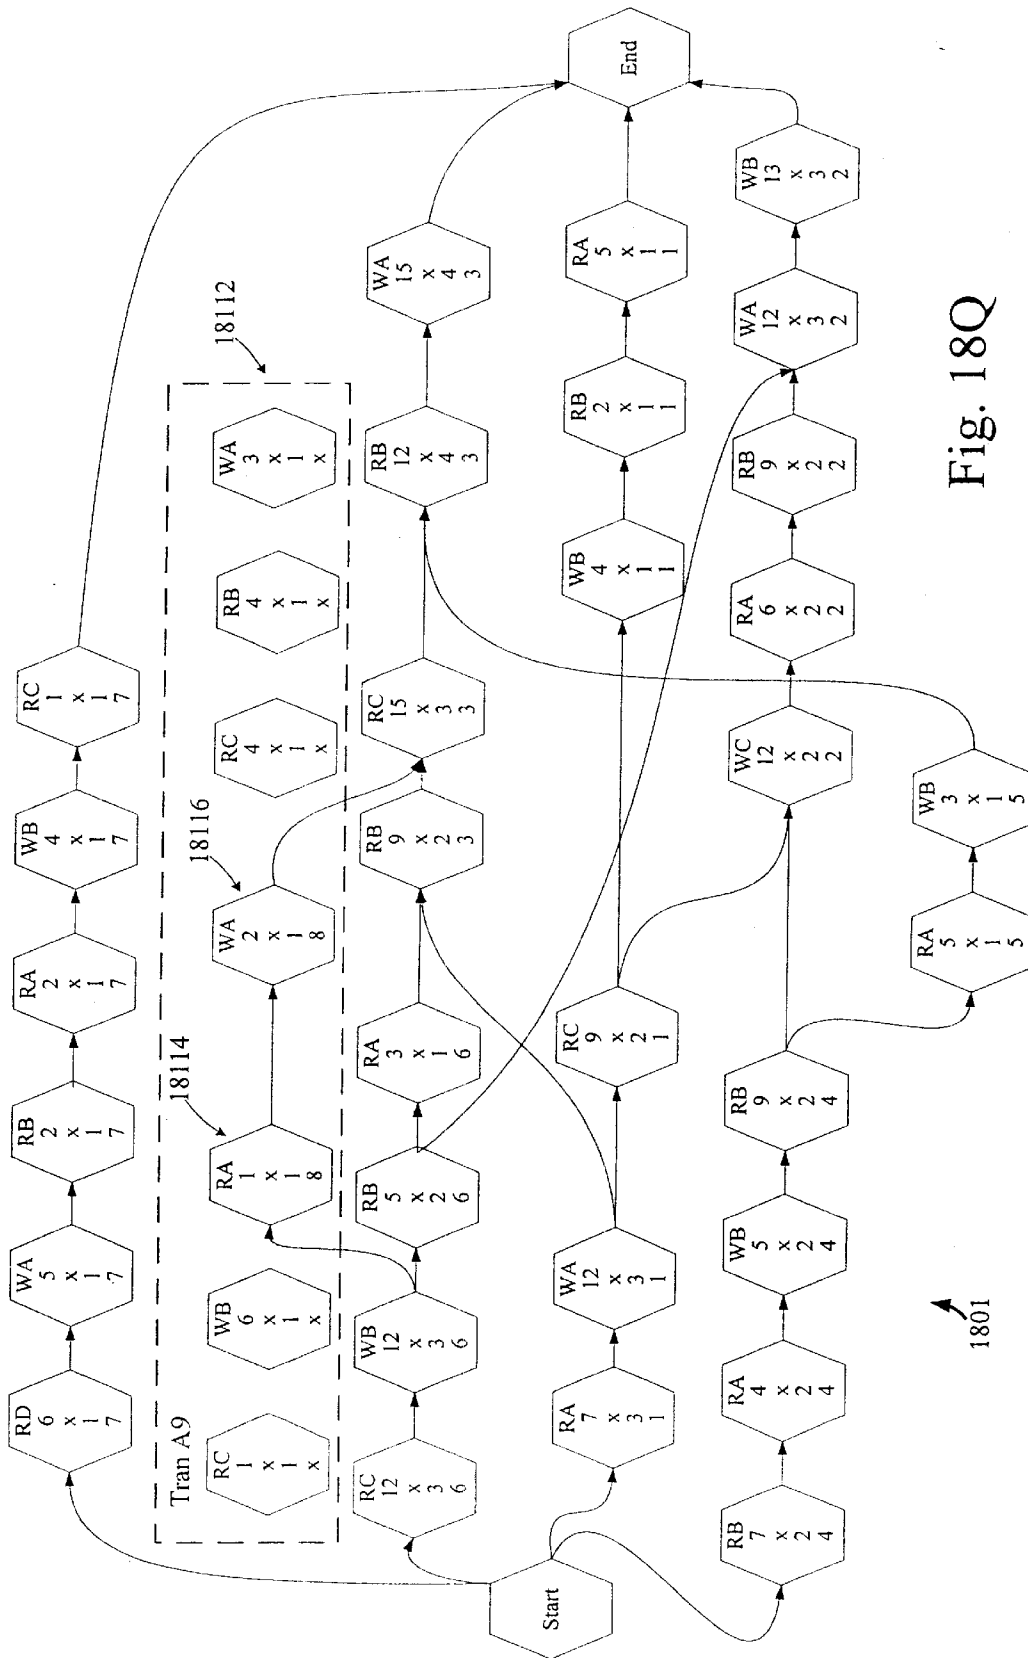 RD
6
x
1
7
WA
5
x
1
7
RB
2
x
1
7
RA
2
x
1
7
WB
4
x
1
7
RC
1
x
1
7
18112
18114
18116
Tran A9
RC
1
x
1
x
WB
6
x
1
x
RA
1
x
1
8
WA
2
x
1
8
RC
4
x
1
x
RB
4
x
1
x
WA
3
x
1
x
RC
12
x
3
6
WB
12
x
3
6
RB
5
x
2
6
RA
3
x
1
6
RB
9
x
2
3
RC
15
x
3
3
RB
12
x
4
3
WA
15
x
4
3
Start
RA
7
x
3
1
WA
12
x
3
1
RC
9
x
2
1
WB
4
x
1
1
RB
2
x
1
1
RA
5
x
1
1
End
RB
7
x
2
4
RA
4
x
2
4
WB
5
x
2
4
RB
9
x
2
4
WC
12
x
2
2
RA
6
x
2
2
RB
9
x
2
2
WA
12
x
3
2
WB
13
x
3
2
RA
5
x
1
5
WB
3
x
1
5
1801
Fig. 18Q